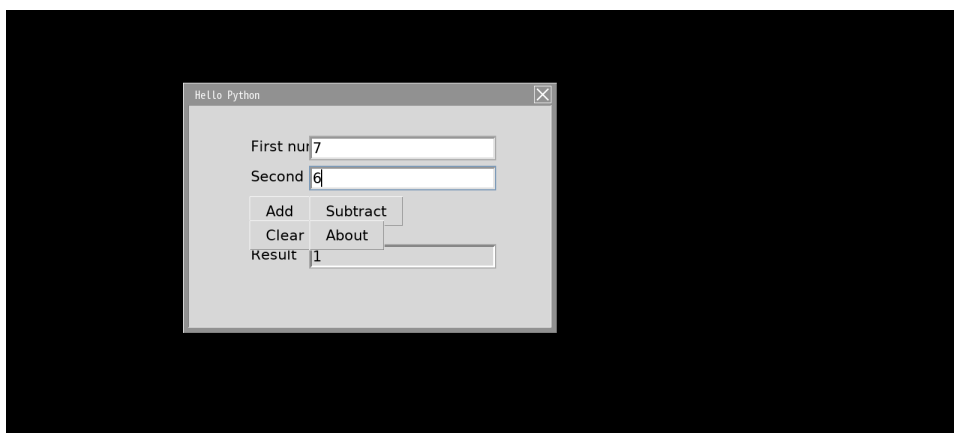 Hello Python
First nur 7
Second 6
Add Subtract
Clear About
Result 1